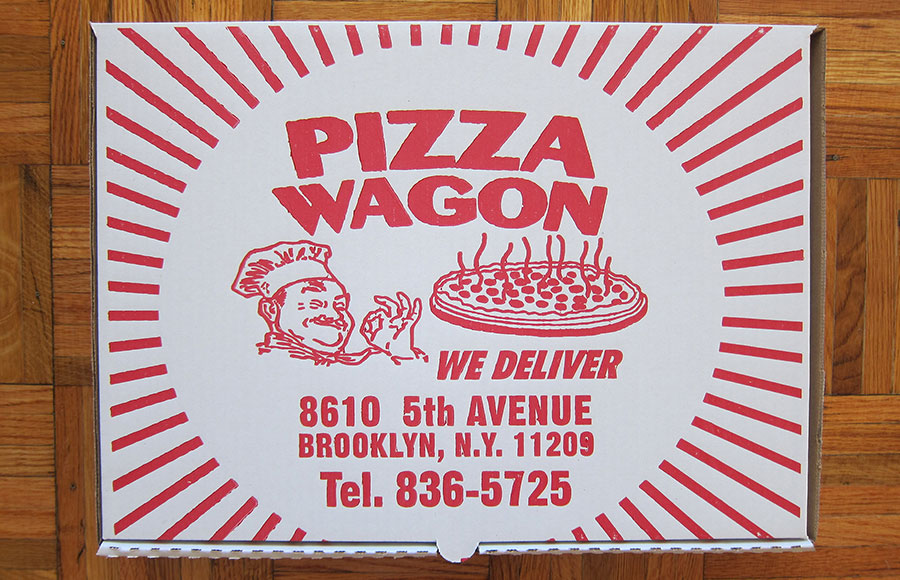 PIZZA
WAGON
WE DELIVER
8610 5th AVENUE
BROOKLYN, N.Y. 11209
Tel. 836-5725